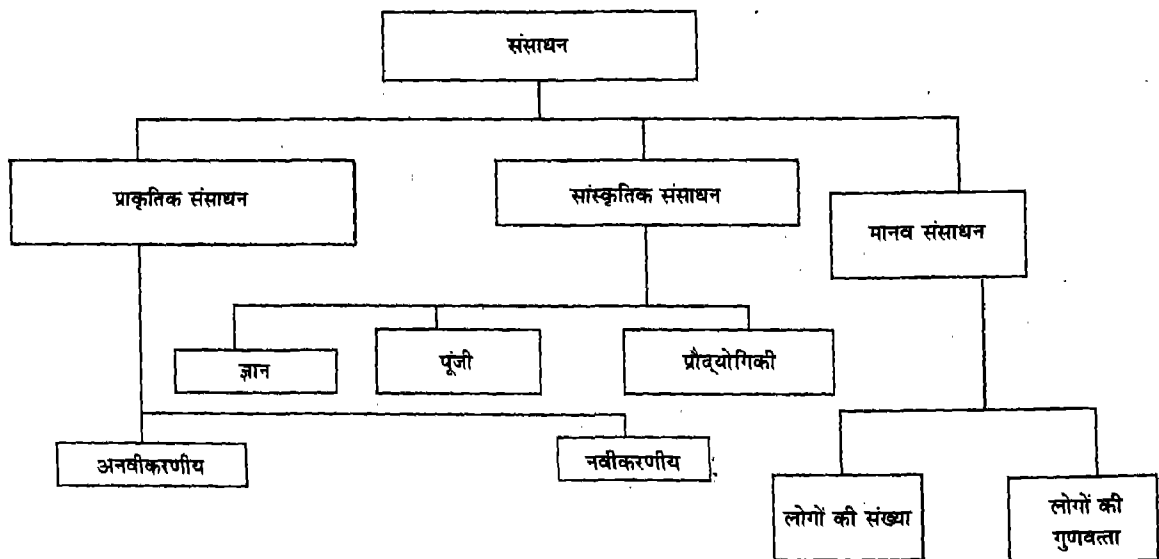 संसाधन
प्राकृतिक संसाधन
सांस्कृतिक संसाधन
मानव संसाधन
ज्ञान
पूंजी
प्रौद्‌योगिकी
अनवीकरणीय
नवीकरणीय
लोगों की संख्या
लोगों की
गुणवत्ता